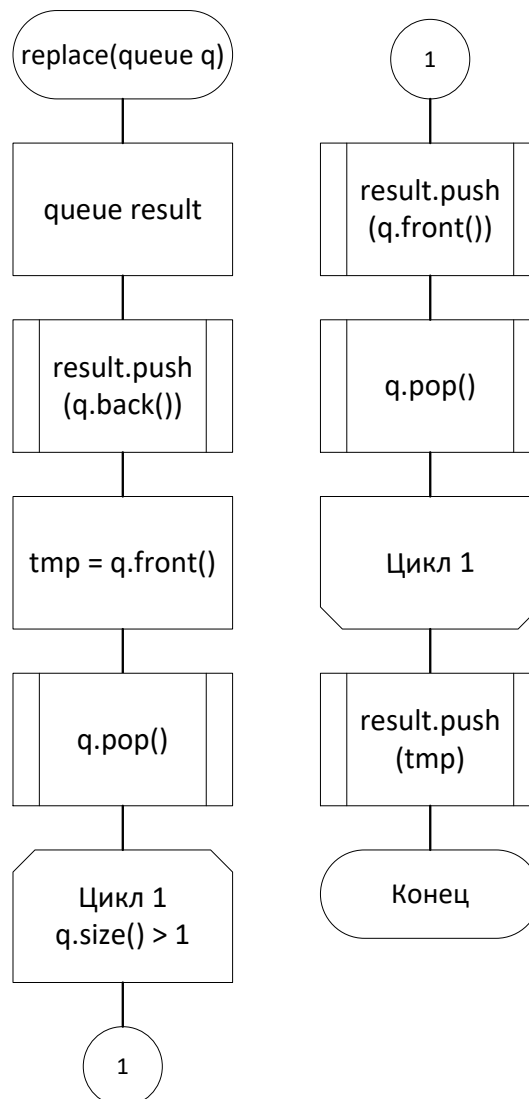 replace(queue q)
queue result
result.push
(q.back())
tmp = q.front()
q.pop()
Цикл 1
q.size() > 1
1
1
result.push
(q.front())
q.pop()
Цикл 1
result.push
(tmp)
Конец